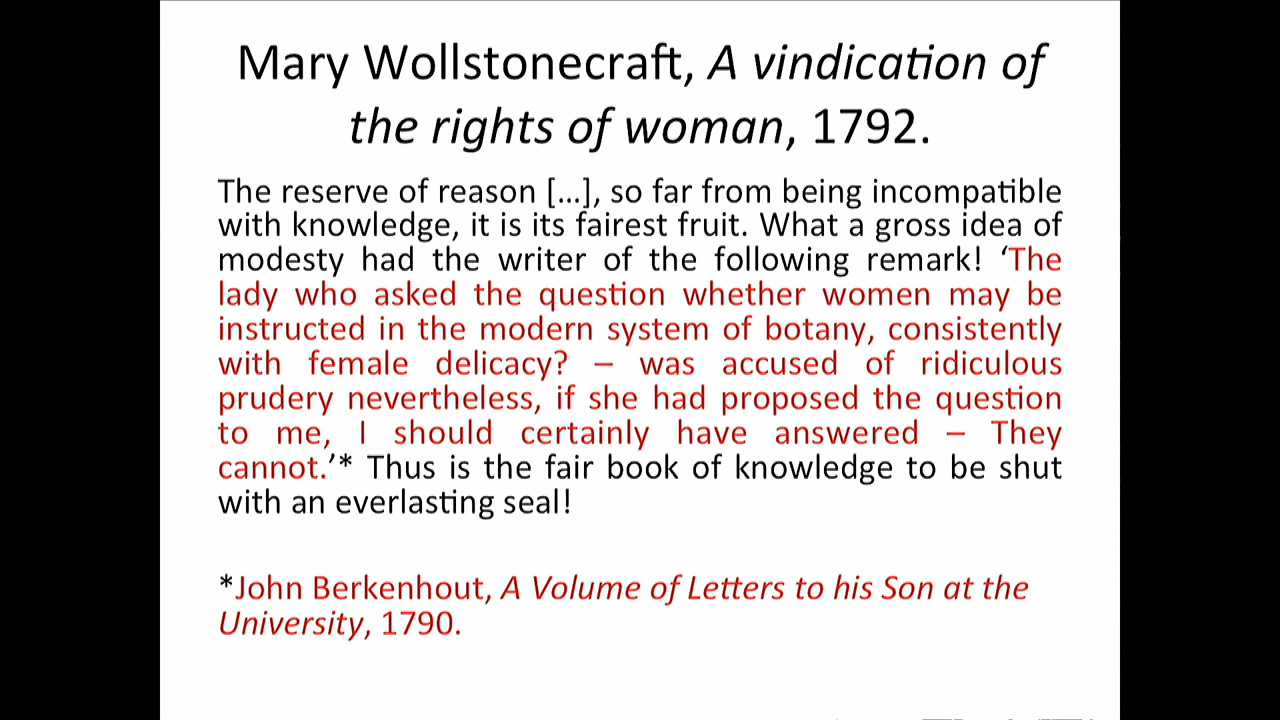 Mary Wollstonecraft, A vindication of
the rights of woman, 1792.
The reserve of reason […], so far from being incompatible
with knowledge, it is its fairest fruit. What a gross idea of
modesty had the writer of the following remark! ‘The
lady who asked the question whether women may be
instructed in the modern system of botany, consistently
with female delicacy? – was accused of ridiculous
prudery nevertheless, if she had proposed the question
to me, I should certainly have answered – They
cannot.’* Thus is the fair book of knowledge to be shut
with an everlasting seal!
*John Berkenhout, A Volume of Letters to his Son at the
University, 1790.